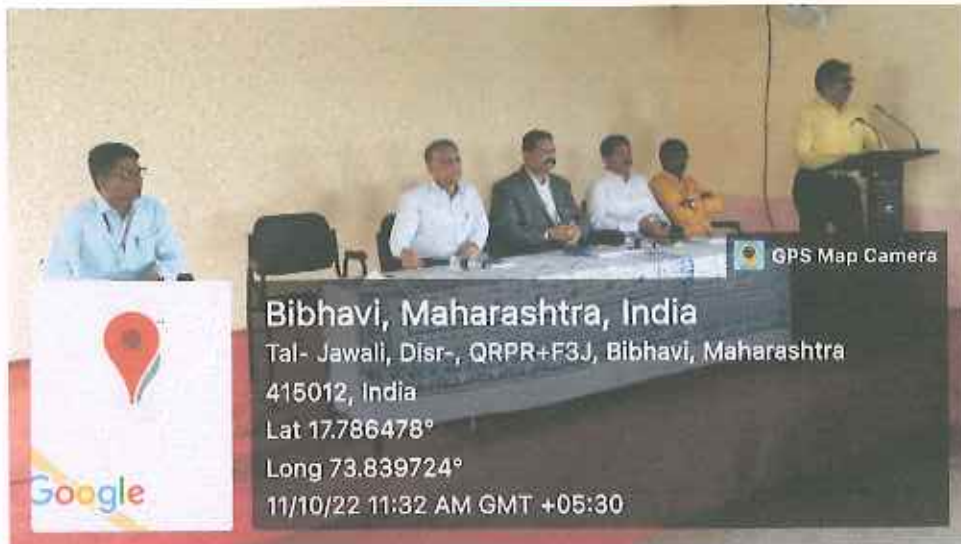 GPS Map Camera
Bibhavi, Maharashtra, India
Tal- Jawali, Disr-, QRPR+F3J, Bibhavi, Maharashtra
415012, India
Lat 17.786478°
Long 73.839724°
11/10/22 11:32 AM GMT +05:30
Google